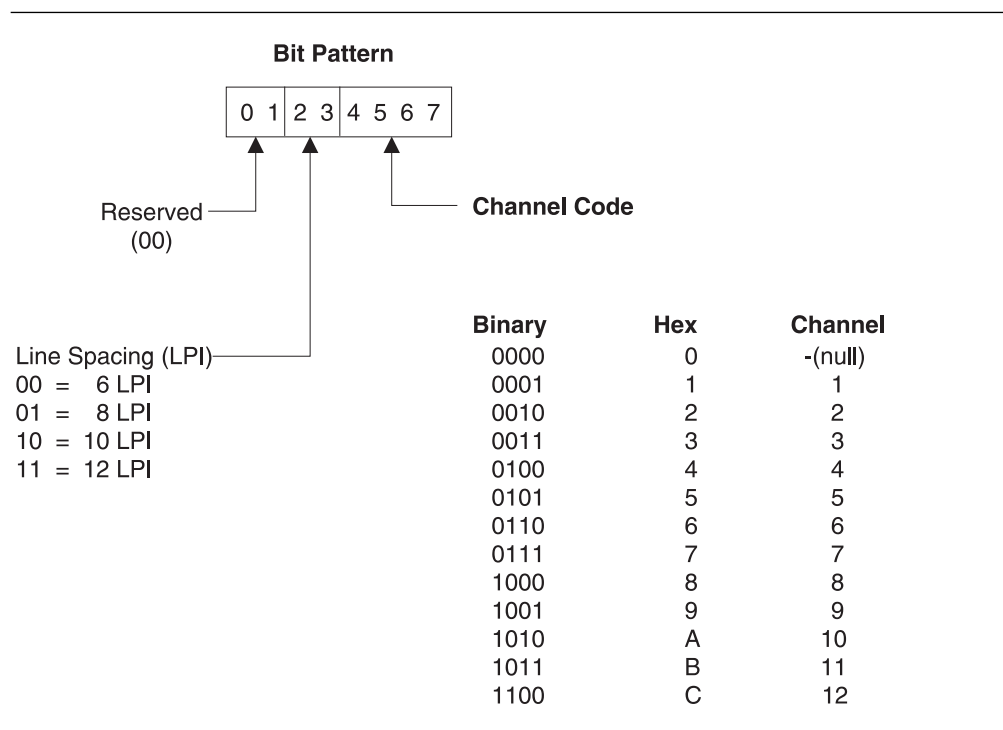 Bit Pattern
0 1 2 3 4 5 6 7
Reserved
(00)
Channel Code
Line Spacing (LPI)
00 = 6 LPI
01 = 8 LPI
10 = 10 LPI
11 = 12 LPI
Binary Hex Channel
0000 0 -(null)
0001 1 1
0010 2 2
0011 3 3
0100 4 4
0101 5 5
0110 6 6
0111 7 7
1000 8 8
1001 9 9
1010 A 10
1011 B 11
1100 C 12